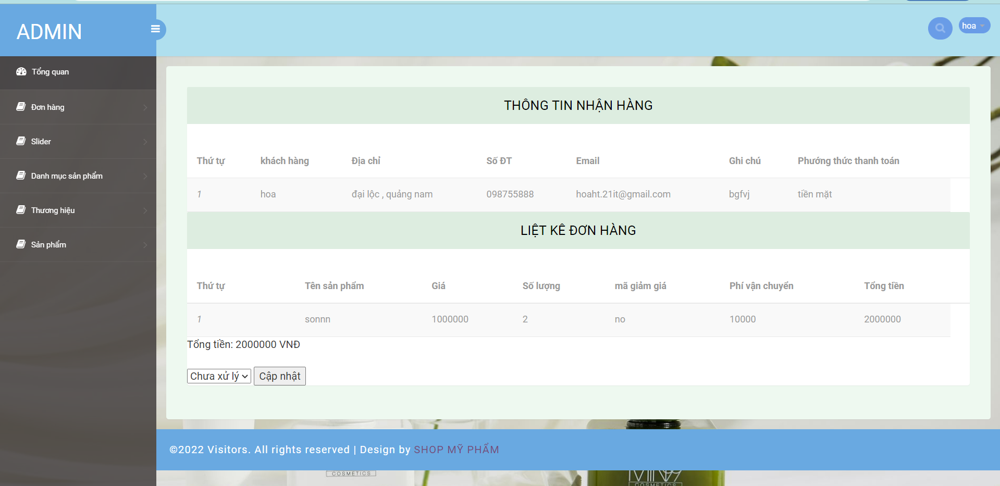 ADMIN
hoa
Tổng quan
Đơn hàng
Slider
Danh mục sản phẩm
Thương hiệu
Sản phẩm
THÔNG TIN NHẬN HÀNG
Thứ tự khách hàng Địa chỉ Số ĐT Email Ghi chú Phướng thức thanh toán
1 hoa đại lộc , quảng nam 098755888 hoaht.21it@gmail.com bgfvj tiền mặt
LIỆT KÊ ĐƠN HÀNG
Thứ tự Tên sản phẩm Giá Số lượng mã giảm giá Phí vận chuyển Tổng tiền
1 sonnn 1000000 2 no 10000 2000000
Tổng tiền: 2000000 VNĐ
Chưa xử lý Cập nhật
©2022 Visitors. All rights reserved | Design by SHOP MỸ PHẨM
COSMETICS
COSMETICS